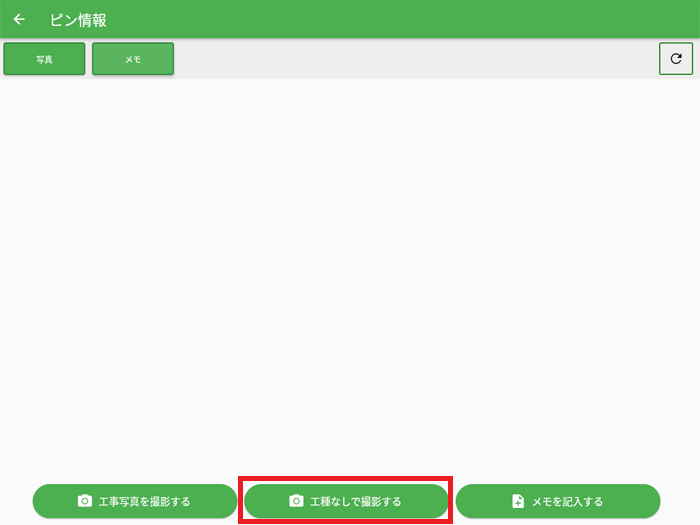 ピン情報
写真
メモ
工事写真を撮影する
工種なしで撮影する
メモを記入する